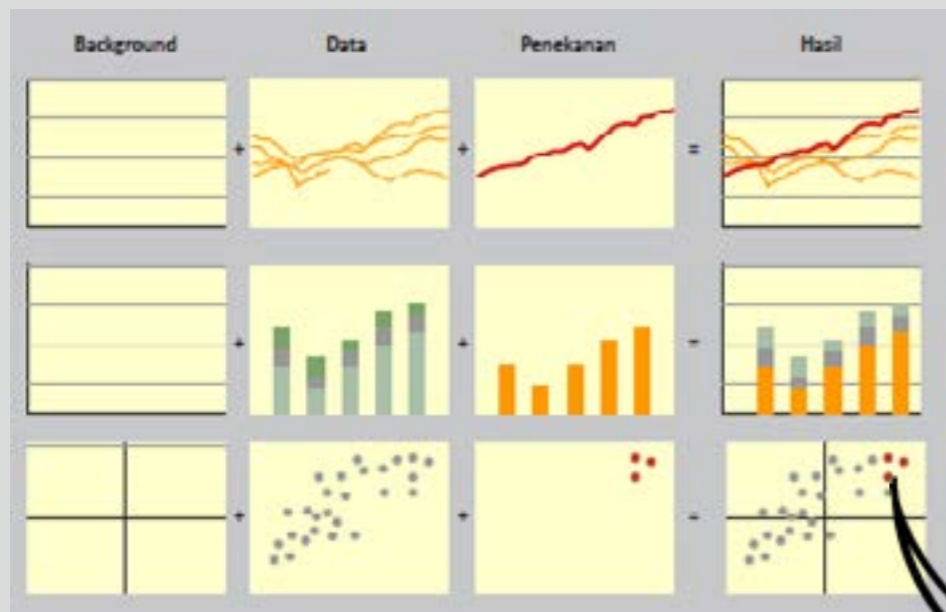 Background Data Penekanan Hasil
+ + =
+ + =
+ + =